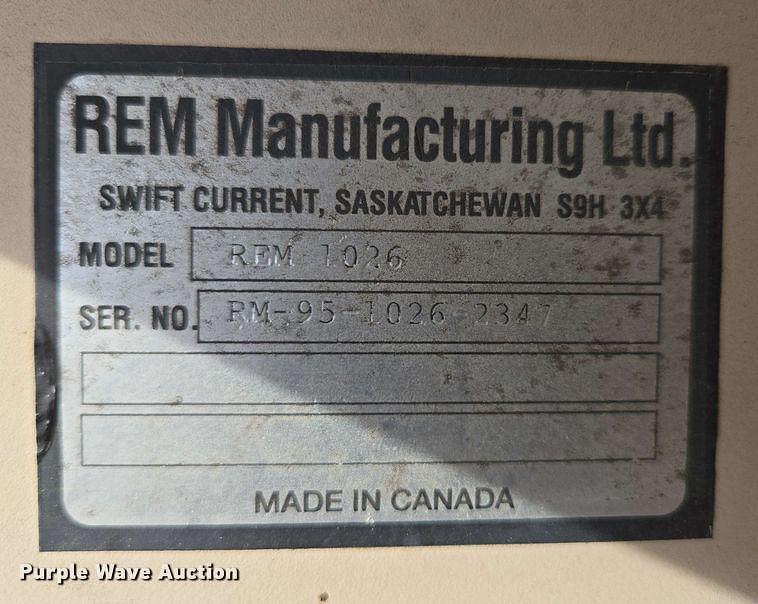 REM Manufacturing Ltd.
SWIFT CURRENT, SASKATCHEWAN S9H 3X4
MODEL REM 1026
SER. NO. RM-95-1026-2347
MADE IN CANADA
Purple Wave Auction